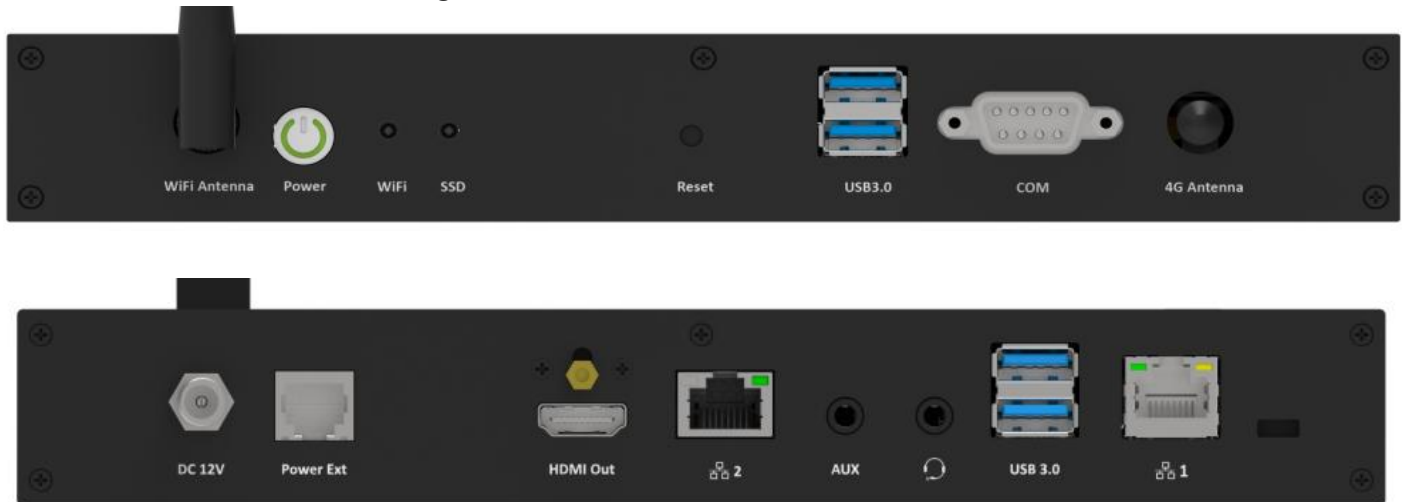 WiFi Antenna Power WiFi SSD Reset USB3.0 COM 4G Antenna
DC 12V Power Ext HDMI Out 2 AUX USB 3.0 1